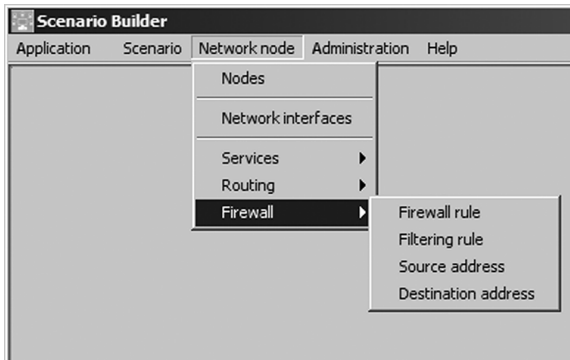 Scenario Builder
Application Scenario Network node Administration Help
Nodes
Network interfaces
Services
Routing
Firewall
Firewall rule
Filtering rule
Source address
Destination address